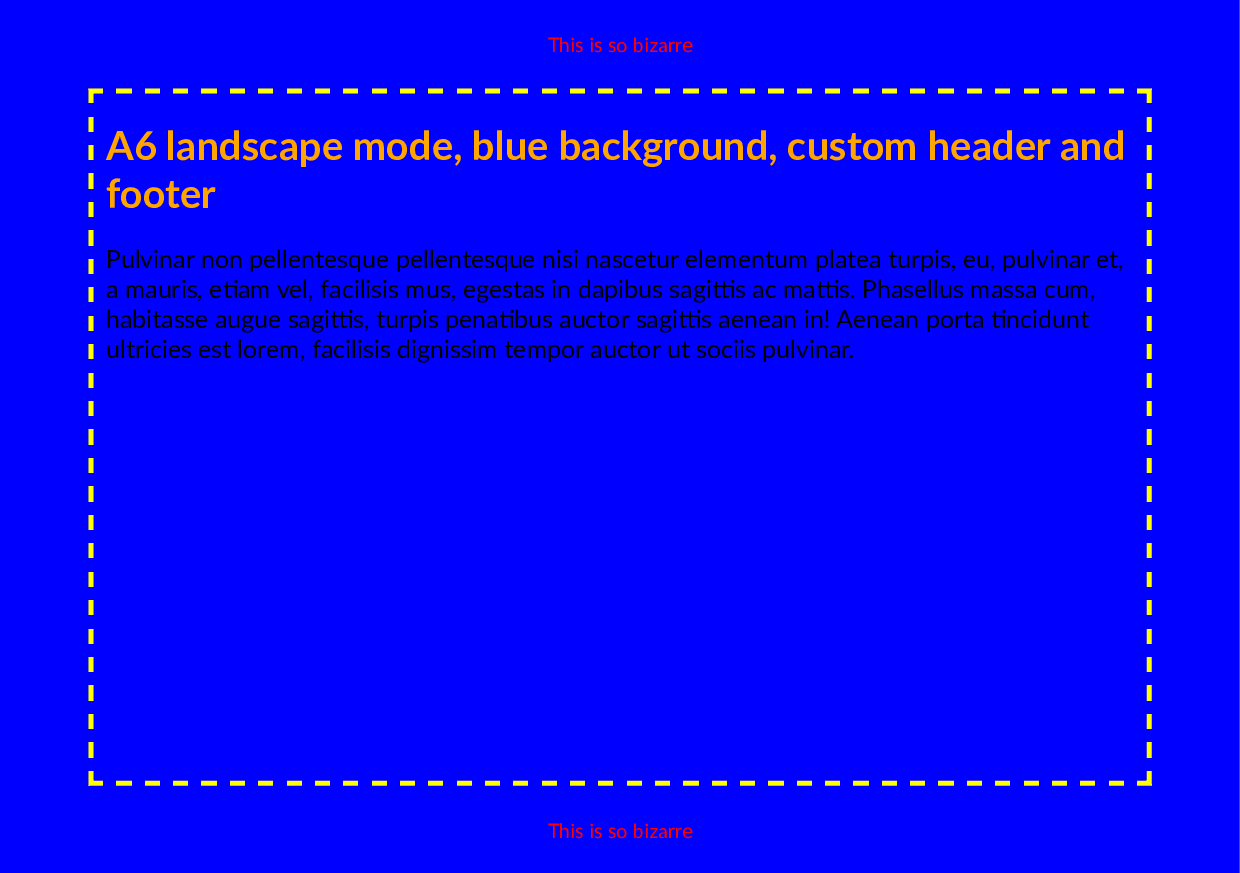 This is so bizarre
A6 landscape mode, blue background, custom header and
footer
Pulvinar non pellentesque pellentesque nisi nascetur elementum platea turpis, eu, pulvinar et,
a mauris, etiam vel, facilisis mus, egestas in dapibus sagittis ac mattis. Phasellus massa cum,
habitasse augue sagittis, turpis penatibus auctor sagittis aenean in! Aenean porta tincidunt
ultricies est lorem, facilisis dignissim tempor auctor ut sociis pulvinar.
This is so bizarre